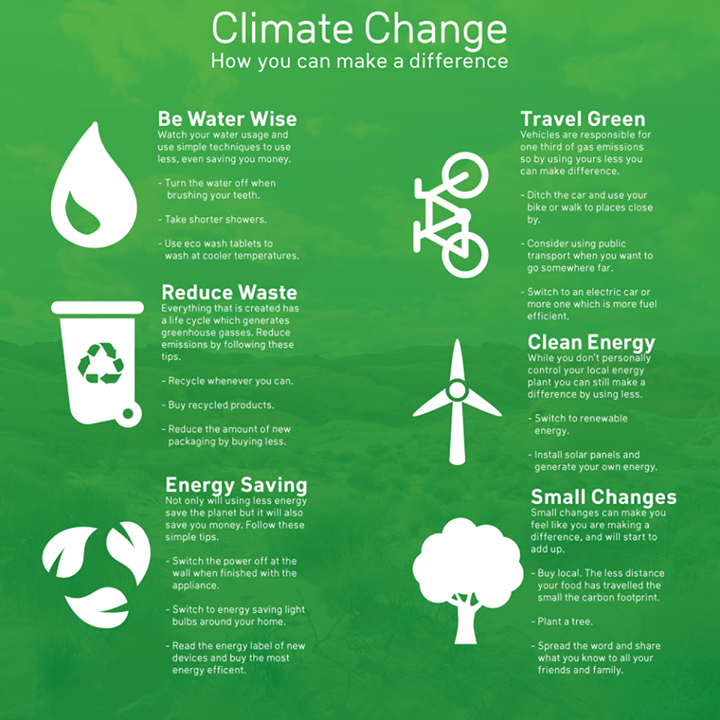 Climate Change
How you can make a difference
Be Water Wise
Watch your water usage and
use simple techniques to use
less, even saving you money.
- Turn the water off when
brushing your teeth.
- Take shorter showers.
- Use eco wash tablets to
wash at cooler temperatures.
Reduce Waste
Everything that is created has
a life cycle which generates
greenhouse gasses. Reduce
emissions by following these
tips.
- Recycle whenever you can.
- Buy recycled products.
- Reduce the amount of new
packaging by buying less.
Energy Saving
Not only will using less energy
save the planet but it will also
save you money. Follow these
simple tips.
- Switch the power off at the
wall when finished with the
appliance.
- Switch to energy saving light
bulbs around your home.
- Read the energy label of new
devices and buy the most
energy efficent.
Travel Green
Vehicles are responsible for
one third of gas emissions
so by using yours less you
can make difference.
- Ditch the car and use your
bike or walk to places close
by.
- Consider using public
transport when you want to
go somewhere far.
- Switch to an electric car or
more one which is more fuel
efficient.
Clean Energy
While you don't personally
control your local energy
plant you can still make a
difference by using less.
- Switch to renewable
energy.
- Install solar panels and
generate your own energy.
Small Changes
Small changes can make you
feel like you are making a
difference, and will start to
add up.
- Buy local. The less distance
your food has travelled the
small the carbon footprint.
- Plant a tree.
- Spread the word and share
what you know to all your
friends and family.